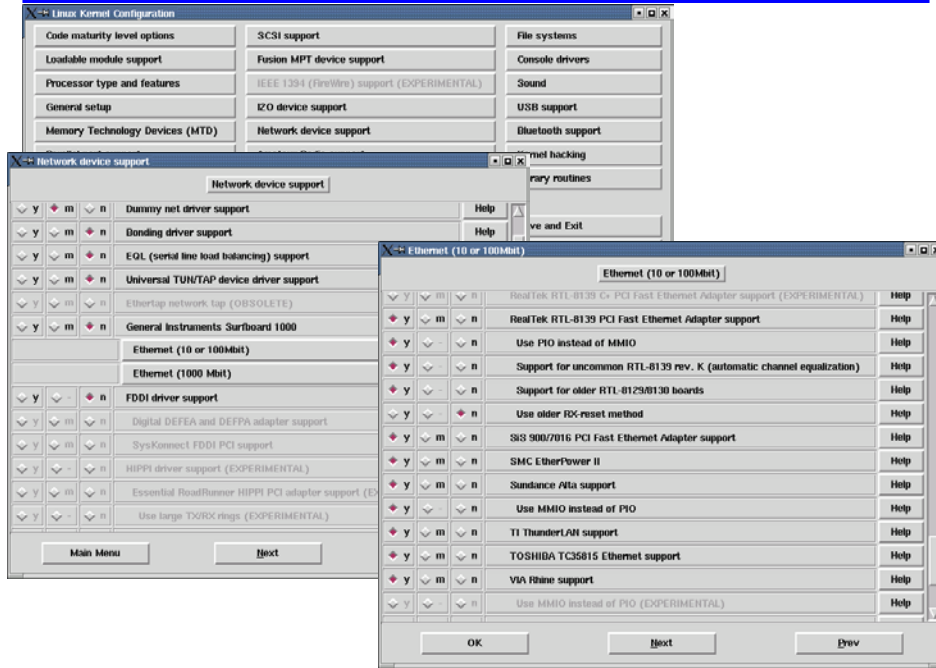 Linux Kernel Configuration
Code maturity level options SCSI support File systems
Loadable module support Fusion MPT device support Console drivers
Processor type and features IEEE 1394 (FireWire) support (EXPERIMENTAL) Sound
General setup I2O device support USB support
Memory Technology Devices (MTD) Network device support Bluetooth support
hacking
routines
and Exit
Network device support
Network device support
y m n Dummy net driver support Help
y m n Bonding driver support Help
y m n EQL (serial line load balancing) support
y m n Universal TUN/TAP device driver support
y m n Ethertap network tap (OBSOLETE)
y m n General Instruments Surfboard 1000
Ethernet (10 or 100Mbit)
Ethernet (1000 Mbit)
y - n FDDI driver support
y m n Digital DEFEA and DEFPA adapter support
y m n SysKonnect FDDI PCI support
y - n HIPPI driver support (EXPERIMENTAL)
y m n Essential RoadRunner HIPPI PCI adapter support
y - n Use large TX/RX rings (EXPERIMENTAL)
Main Menu Next
Ethernet (10 or 100Mbit)
Ethernet (10 or 100Mbit)
y m n RealTek RTL-8139 C+ PCI Fast Ethernet Adapter support (EXPERIMENTAL) Help
y m n RealTek RTL-8139 PCI Fast Ethernet Adapter support Help
y - n Use PIO instead of MMIO Help
y - n Support for uncommon RTL-8139 rev. K (automatic channel equalization) Help
y - n Support for older RTL-8129/8130 boards Help
y - n Use older RX-reset method Help
y m n SiS 900/7016 PCI Fast Ethernet Adapter support Help
y m n SMC EtherPower II Help
y m n Sundance Alta support Help
y - n Use MMIO instead of PIO Help
y m n TI ThunderLAN support Help
y m n TOSHIBA TC35815 Ethernet support Help
y m n VIA Rhine support Help
y - n Use MMIO instead of PIO (EXPERIMENTAL) Help
OK Next Prev